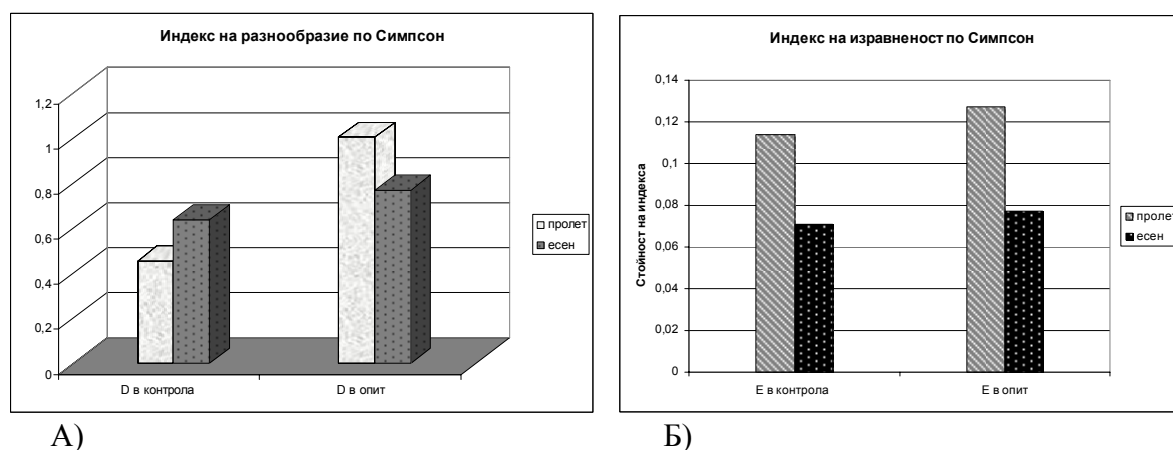 Индекс на разнообразие по Симпсон
1,2
1
0,8
0,6
0,4
0,2
0
D в контрола
D в опит
пролет
есен
А)
Индекс на изравненост по Симпсон
Стойност на индекса
0,14
0,12
0,1
0,08
0,06
0,04
0,02
0
E в контрола
E в опит
пролет
есен
Б)